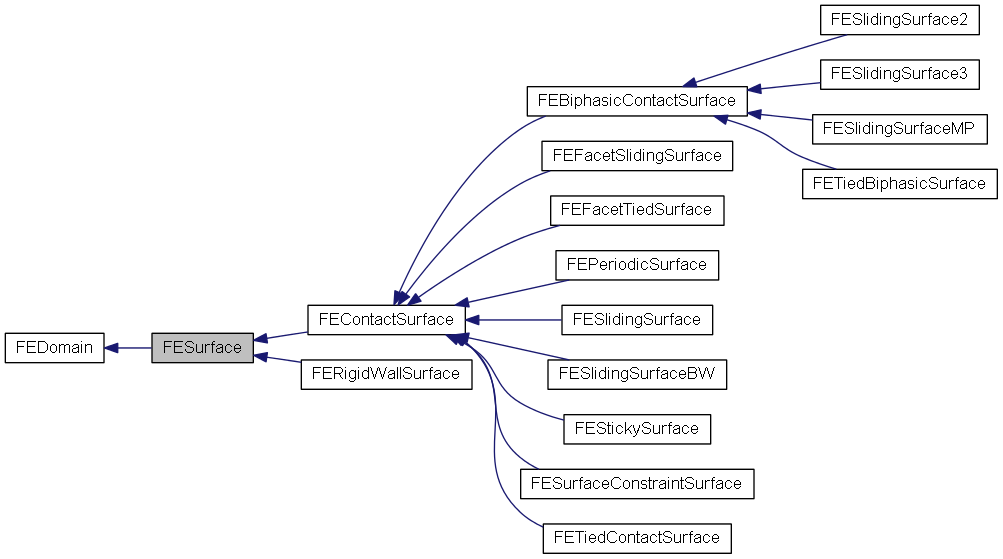 FESlidingSurface2
FESlidingSurface3
FEBiphasicContactSurface
FESlidingSurfaceMP
FEFacetSlidingSurface
FETiedBiphasicSurface
FEFacetTiedSurface
FEPeriodicSurface
FEContactSurface
FESlidingSurface
FEDomain
FESurface
FERigidWallSurface
FESlidingSurfaceBW
FEStickySurface
FESurfaceConstraintSurface
FETiedContactSurface